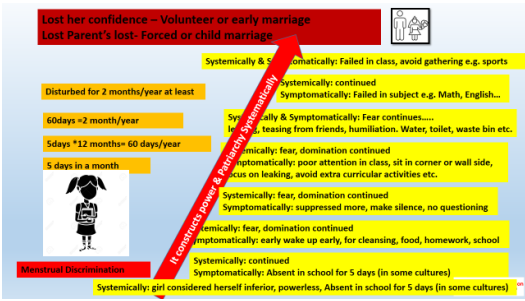 Lost her confidence – Volunteer or early marriage
Lost Parent's lost- Forced or child marriage
Systemically & S omatically: Failed in class, avoid gathering e.g. sports
Systemically: continued
Symptomatically: Failed in subject e.g. Math, English...
Disturbed for 2 months/year at least
60days =2 month/year
Systemically & Symptomatically: Fear continues.....
teasing from friends, humiliation. Water, toilet, waste bin etc.
5days *12 months= 60 days/year
fear, domination continued
poor attention in class, sit in corner or wall side,
on leaking, avoid extra curricular activities etc.
5 days in a month
It constructs power & Patriarchy Systematically
Systemically: fear, domination continued
Symptomatically: suppressed more, make silence, no questioning
fear, domination continued
early wake up early, for cleansing, food, homework, school
Menstrual Discrimination
Systemically: continued
Symptomatically: Absent in school for 5 days (in some cultures)
Systemically: girl considered herself inferior, powerless, Absent in school for 5 days (in some cultures)